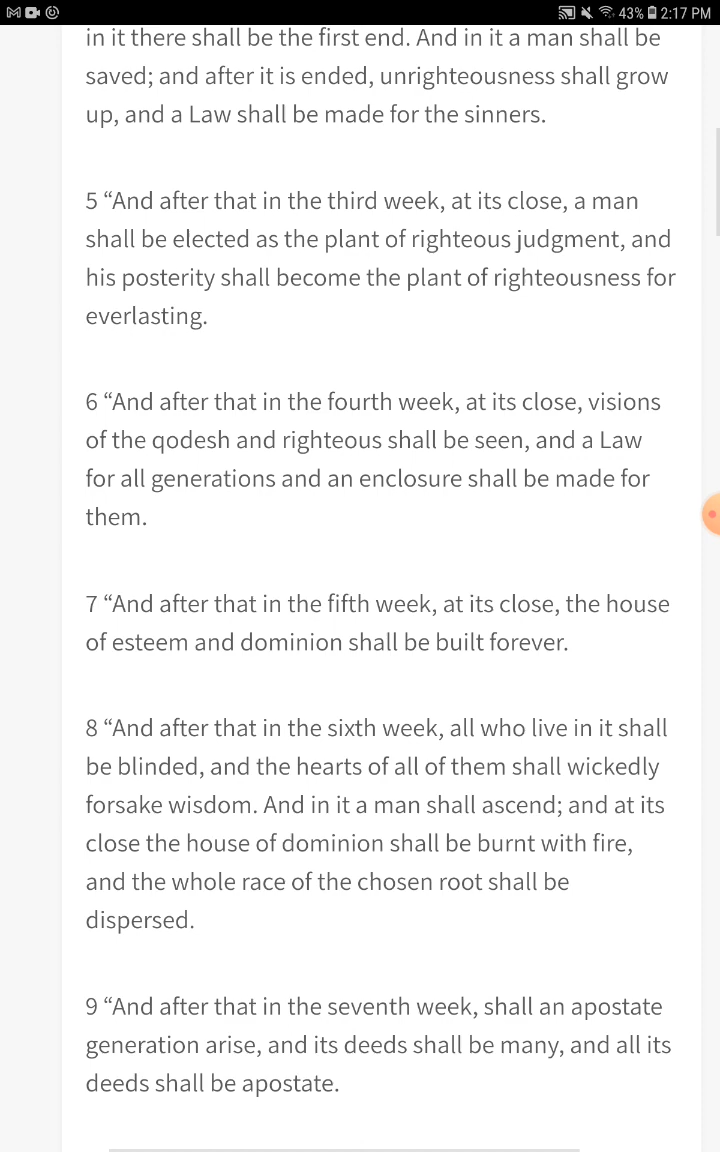 43% 2:17 PM
in it there shall be the first end. And in it a man shall be
saved; and after it is ended, unrighteousness shall grow
up, and a Law shall be made for the sinners.
5 “And after that in the third week, at its close, a man
shall be elected as the plant of righteous judgment, and
his posterity shall become the plant of righteousness for
everlasting.
6 “And after that in the fourth week, at its close, visions
of the qodesh and righteous shall be seen, and a Law
for all generations and an enclosure shall be made for
them.
7 “And after that in the fifth week, at its close, the house
of esteem and dominion shall be built forever.
8 “And after that in the sixth week, all who live in it shall
be blinded, and the hearts of all of them shall wickedly
forsake wisdom. And in it a man shall ascend; and at its
close the house of dominion shall be burnt with fire,
and the whole race of the chosen root shall be
dispersed.
9 “And after that in the seventh week, shall an apostate
generation arise, and its deeds shall be many, and all its
deeds shall be apostate.